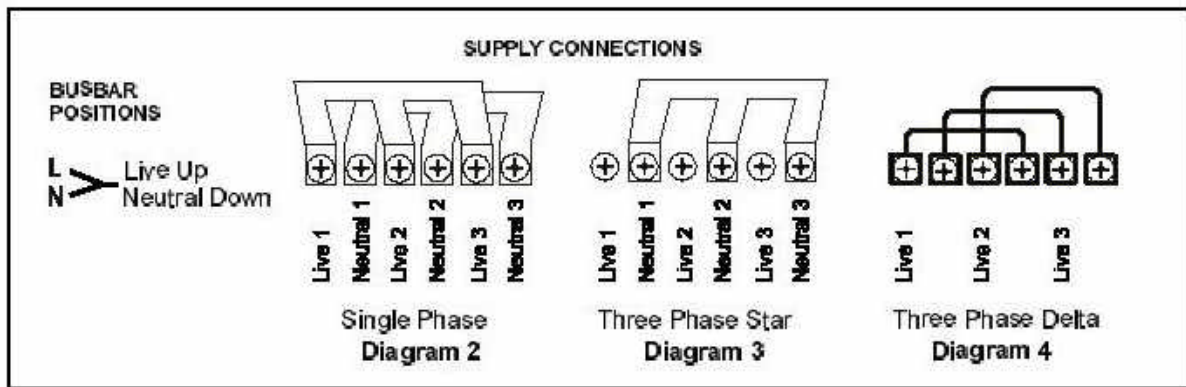 SUPPLY CONNECTIONS
BUSBAR
POSITIONS
L
N
Live Up
Neutral Down
Live 1
Neutral 1
Live 2
Neutral 2
Live 3
Neutral 3
Single Phase
Diagram 2
Live 1
Neutral 1
Live 2
Neutral 2
Live 3
Neutral 3
Three Phase Star
Diagram 3
Live 1
Live 2
Live 3
Three Phase Delta
Diagram 4